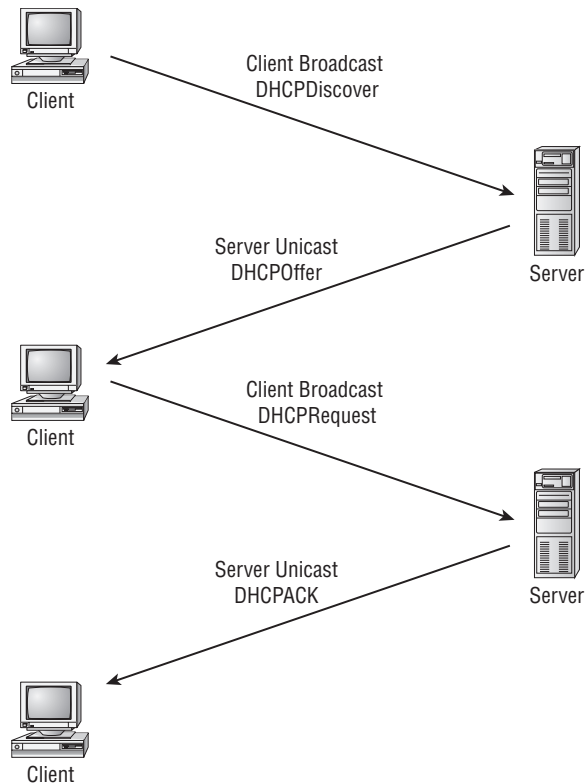 Client
Client Broadcast
DHCPDiscover
Server
Server Unicast
DHCPOffer
Client
Client Broadcast
DHCPRequest
Server
Server Unicast
DHCPACK
Client